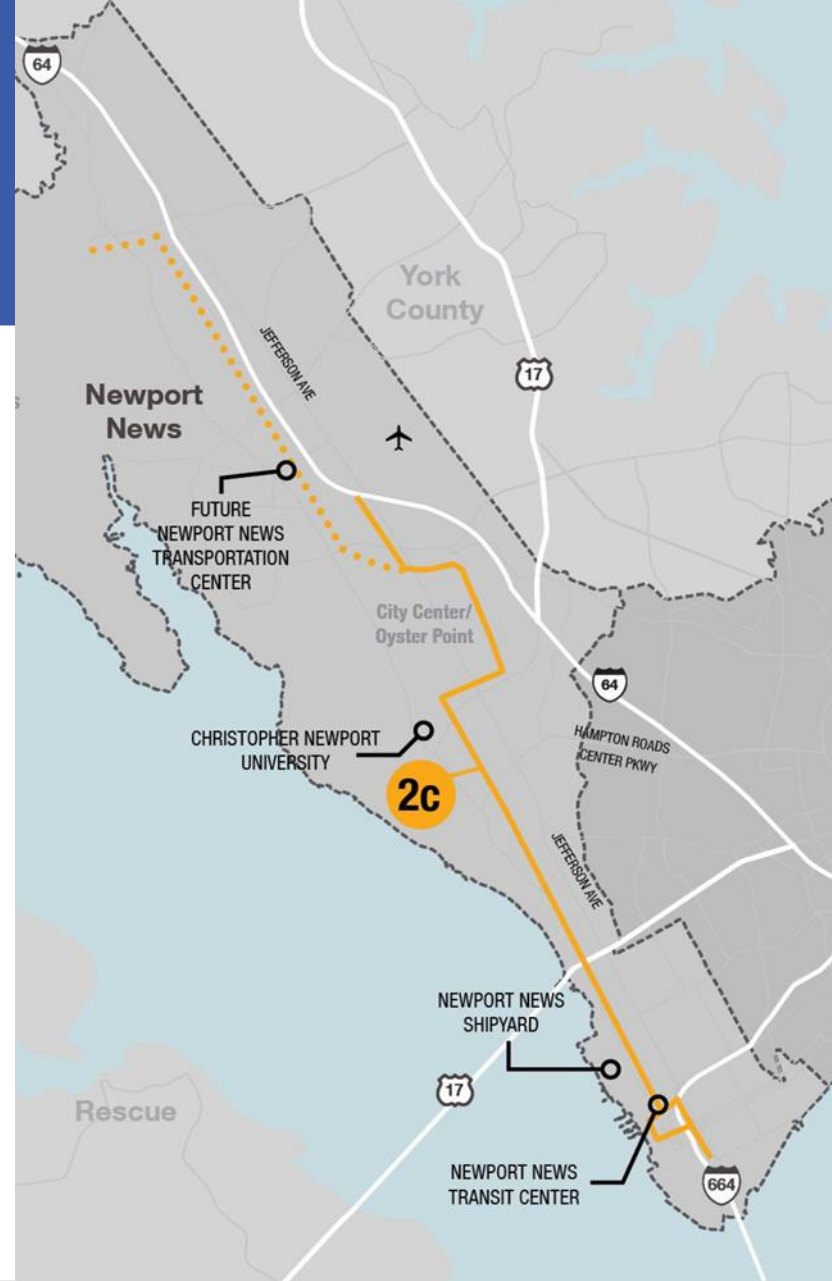 64
York
County
JEFFERSON AVE
17
Newport
News
FUTURE
NEWPORT NEWS
TRANSPORTATION
CENTER
City Center/
Oyster Point
64
CHRISTOPHER NEWPORT
UNIVERSITY
HAMPTON ROADS
CENTER PKWY
2c
JEFFERSON AVE
NEWPORT NEWS
SHIPYARD
17
Rescue
NEWPORT NEWS
TRANSIT CENTER
664